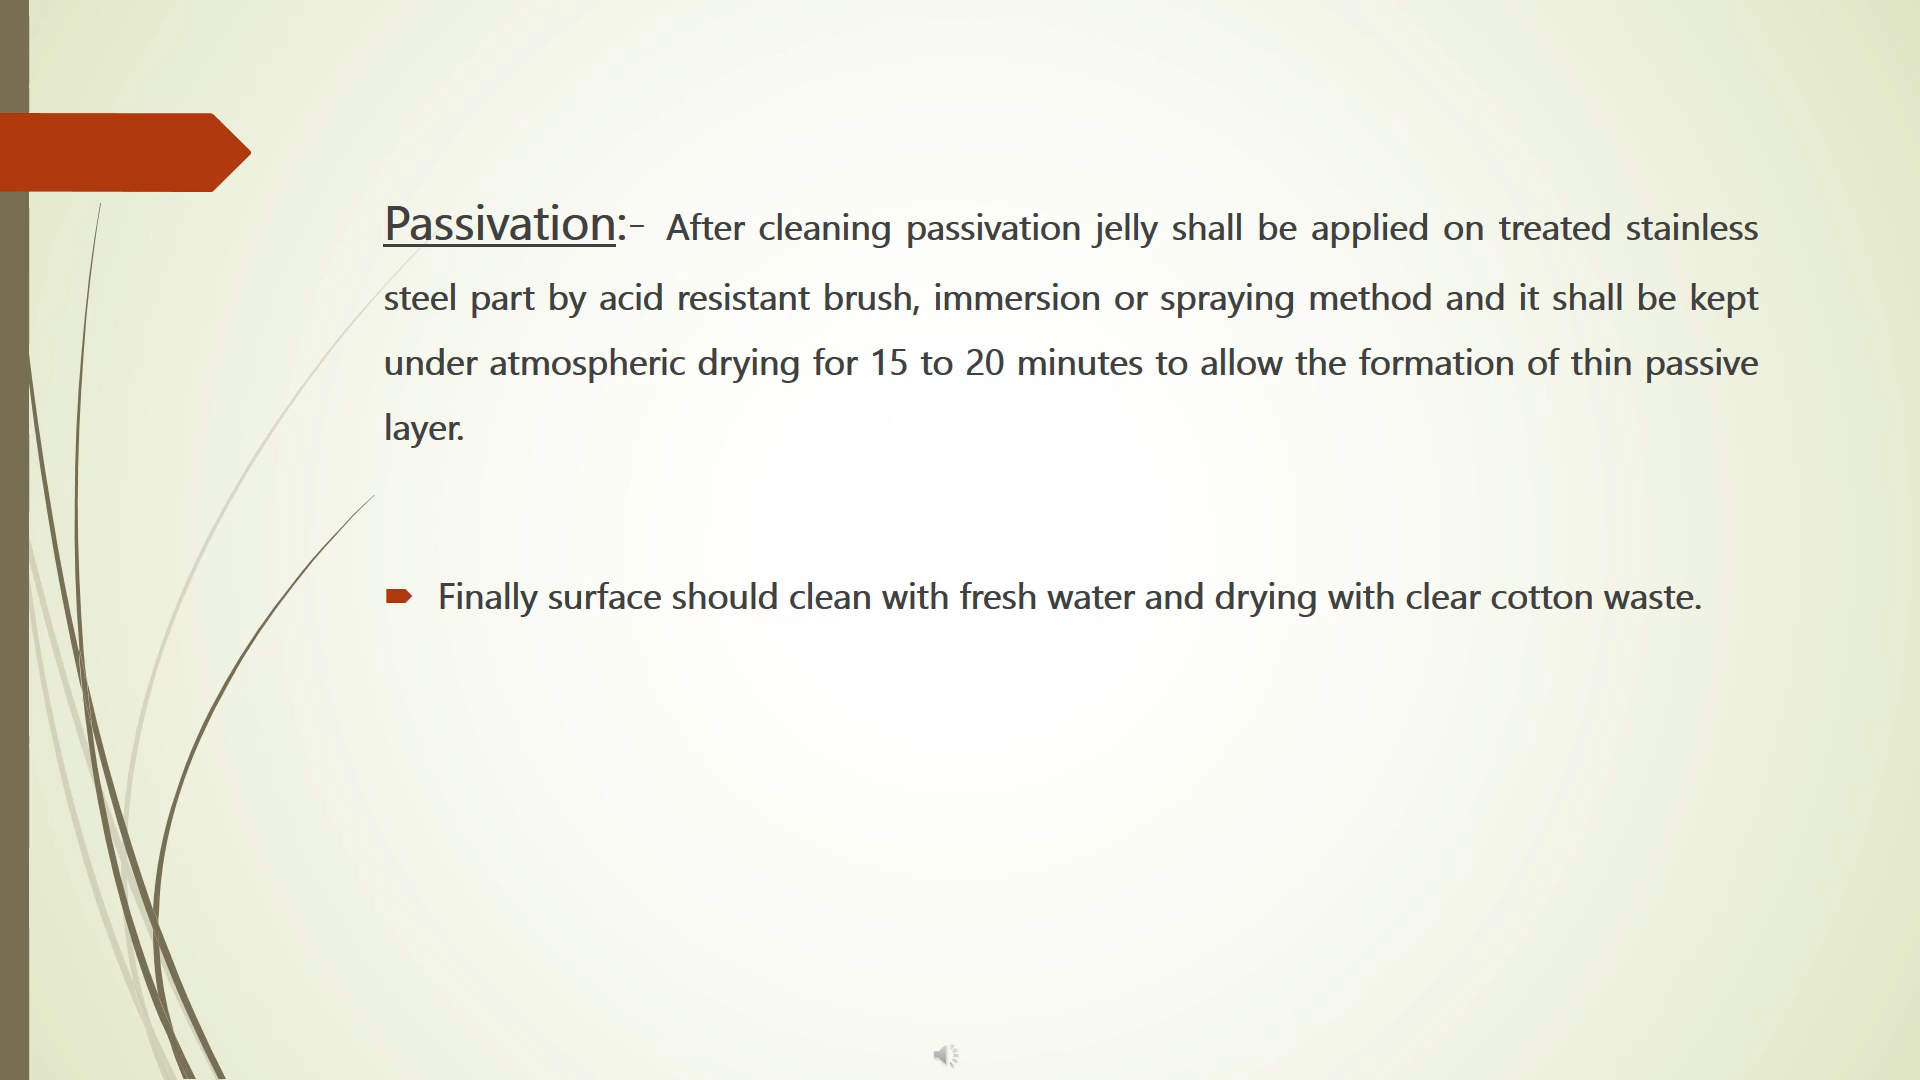 Passivation:- After cleaning passivation jelly shall be applied on treated stainless
steel part by acid resistant brush, immersion or spraying method and it shall be kept
under atmospheric drying for 15 to 20 minutes to allow the formation of thin passive
layer.
Finally surface should clean with fresh water and drying with clear cotton waste.